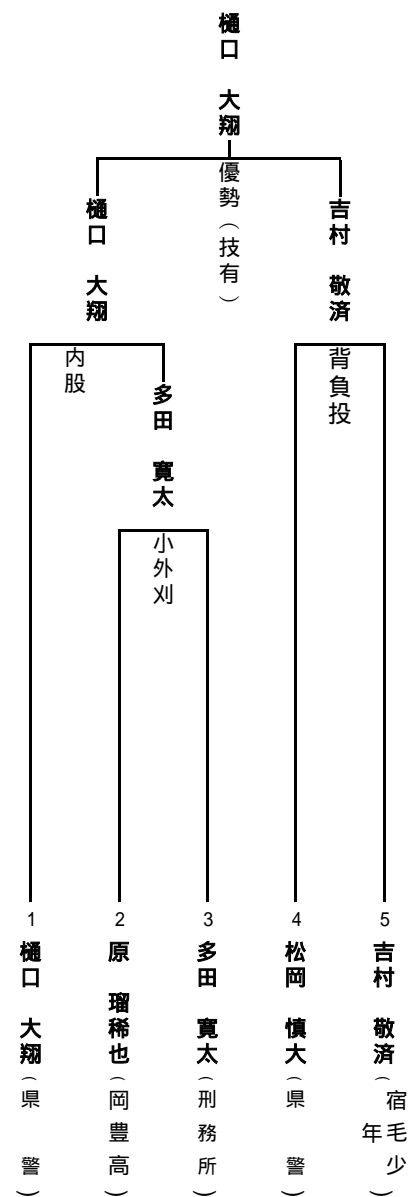 樋口 大翔
優勢（技有）
樋口 大翔
吉村 敬済
内股
背負投
多田 寛太
小外刈
1 樋口 大翔（県 警）
2 原 瑠稀也（岡豊高）
3 多田 寛太（刑務所）
4 松岡 慎大（県 警）
5 吉村 敬済（宿毛少年）